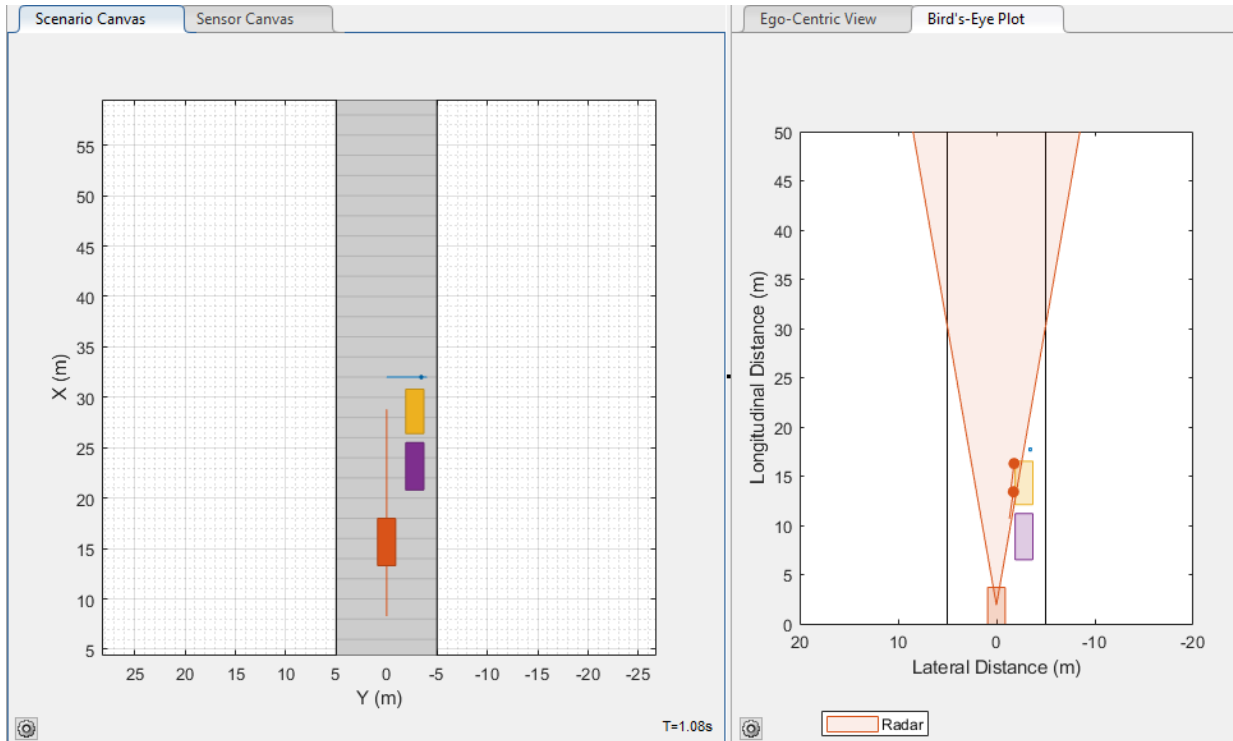 Scenario Canvas
Sensor Canvas
55
50
45
40
35
30
25
20
15
10
5
X (m)
25 20 15 10 5 0 -5 -10 -15 -20 -25
Y (m)
T=1.08s
Ego-Centric View
Bird's-Eye Plot
50
45
40
35
30
25
20
15
10
5
0
Longitudinal Distance (m)
20 10 0 -10 -20
Lateral Distance (m)
Radar